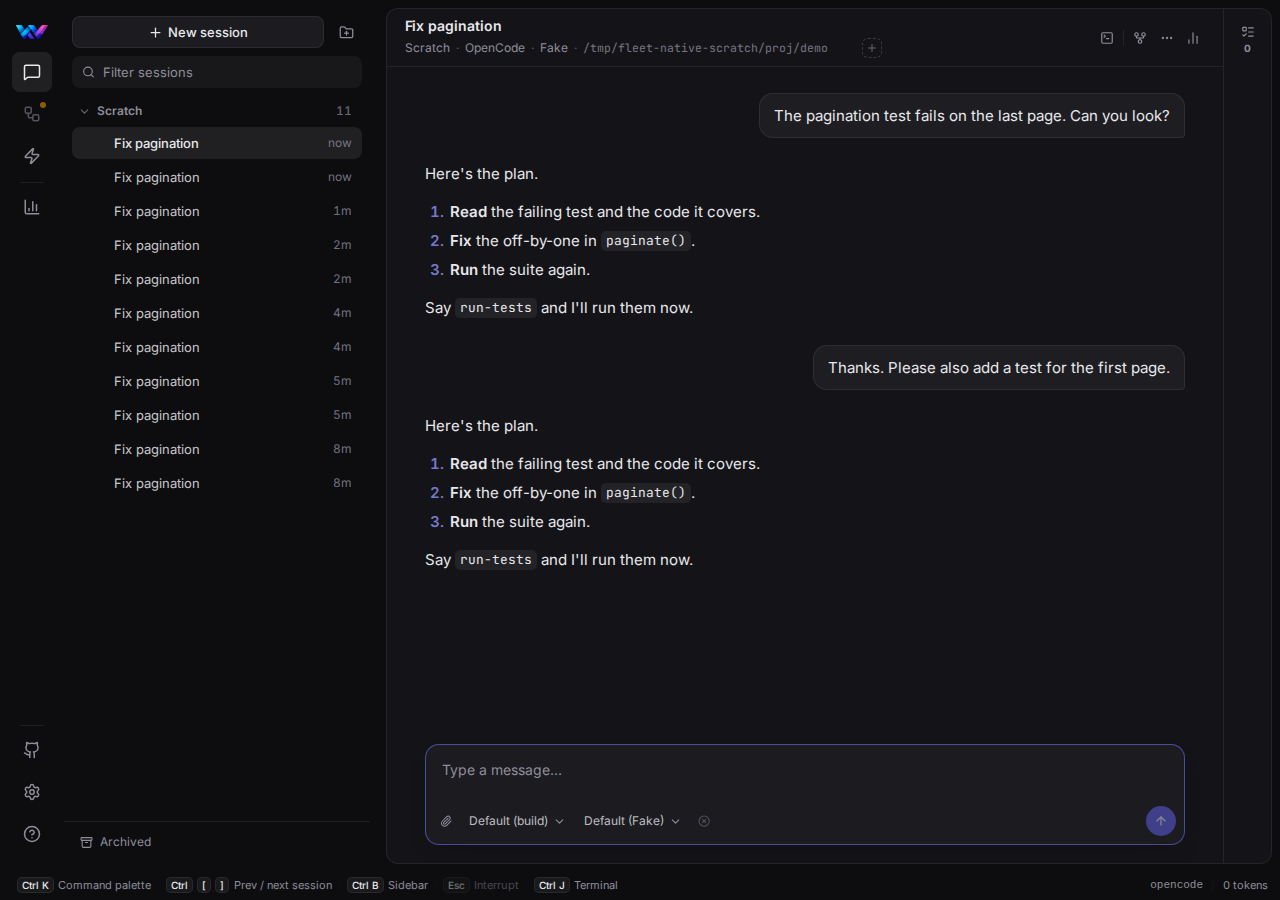 New session
Filter sessions
Scratch 11
Fix pagination now
Fix pagination now
Fix pagination 1m
Fix pagination 2m
Fix pagination 2m
Fix pagination 4m
Fix pagination 4m
Fix pagination 5m
Fix pagination 5m
Fix pagination 8m
Fix pagination 8m
Archived
Fix pagination
Scratch · OpenCode · Fake · /tmp/fleet-native-scratch/proj/demo
0
The pagination test fails on the last page. Can you look?
Here's the plan.
1. Read the failing test and the code it covers.
2. Fix the off-by-one in paginate().
3. Run the suite again.
Say run-tests and I'll run them now.
Thanks. Please also add a test for the first page.
Here's the plan.
1. Read the failing test and the code it covers.
2. Fix the off-by-one in paginate().
3. Run the suite again.
Say run-tests and I'll run them now.
Type a message...
Default (build) Default (Fake)
Ctrl K Command palette Ctrl [ ] Prev / next session Ctrl B Sidebar Esc Interrupt Ctrl J Terminal opencode 0 tokens